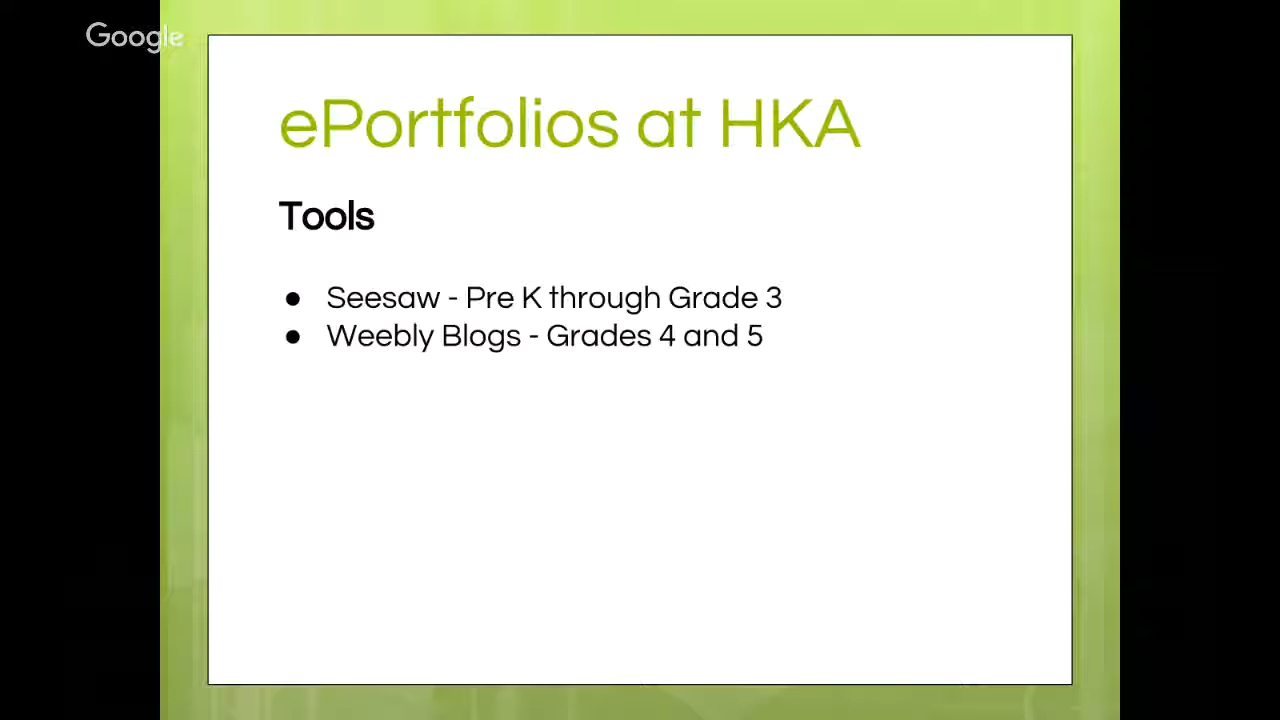 Google
ePortfolios at HKA
Tools
● Seesaw - Pre K through Grade 3
● Weebly Blogs - Grades 4 and 5